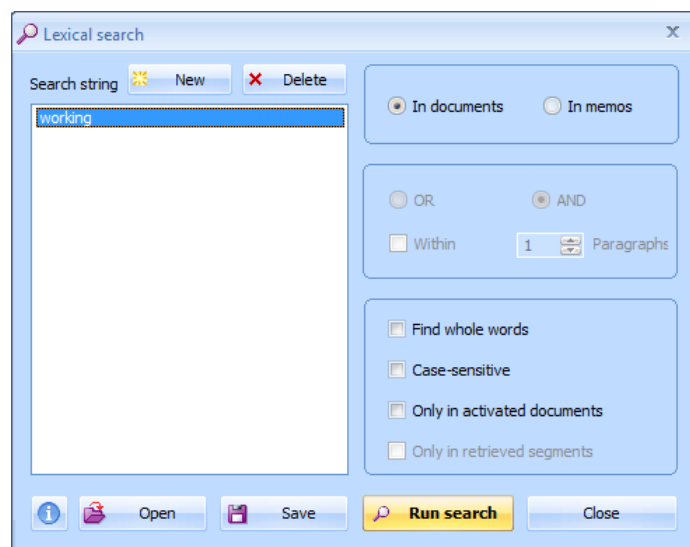 Lexical search
x
Search string
New
Delete
working
In documents
In memos
OR
AND
Within
1
Paragraphs
Find whole words
Case-sensitive
Only in activated documents
Only in retrieved segments
Open
Save
Run search
Close